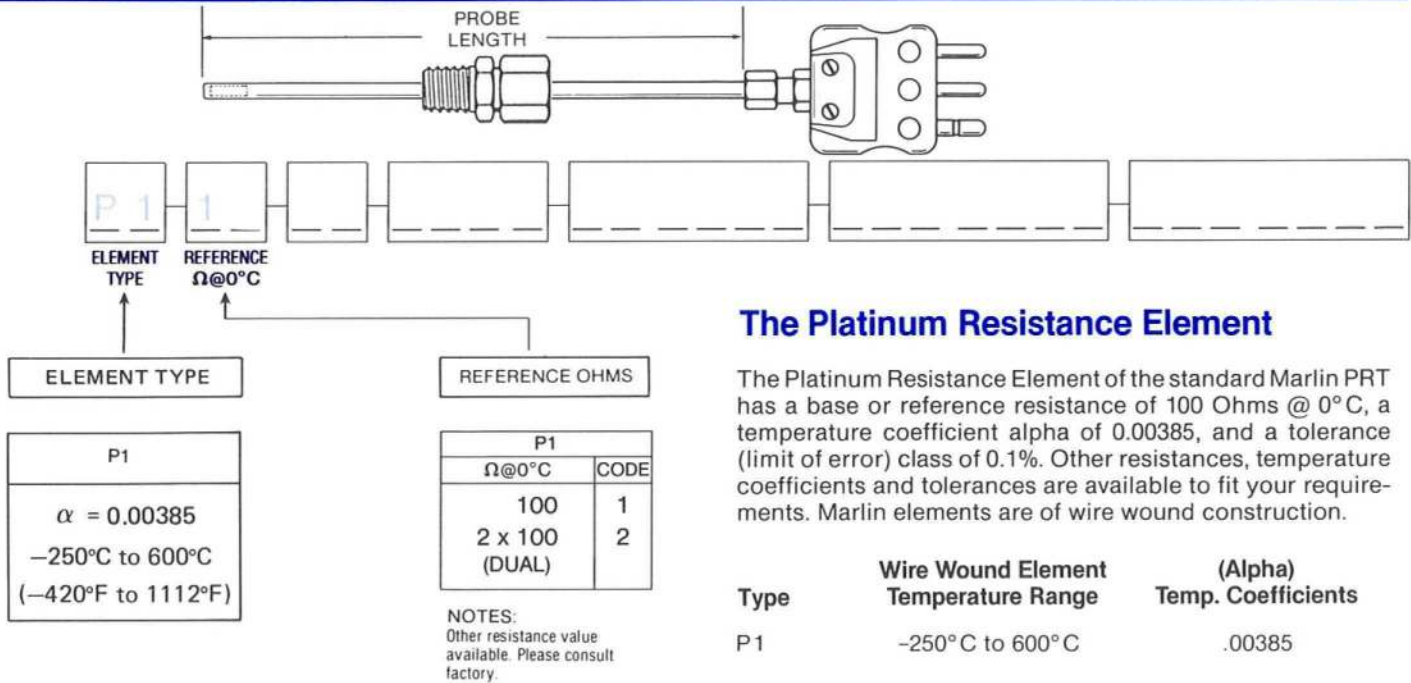 PROBE
LENGTH
P 1
1
ELEMENT
TYPE
REFERENCE
Ω@0°C
ELEMENT TYPE
P1
α = 0.00385
−250°C to 600°C
(−420°F to 1112°F)
REFERENCE OHMS
P1
Ω@0°C CODE
100 1
2 x 100 2
(DUAL)
NOTES:
Other resistance value
available. Please consult
factory.
The Platinum Resistance Element
The Platinum Resistance Element of the standard Marlin PRT
has a base or reference resistance of 100 Ohms @ 0°C, a
temperature coefficient alpha of 0.00385, and a tolerance
(limit of error) class of 0.1%. Other resistances, temperature
coefficients and tolerances are available to fit your require-
ments. Marlin elements are of wire wound construction.
Wire Wound Element (Alpha)
Type Temperature Range Temp. Coefficients
P1 -250°C to 600°C .00385